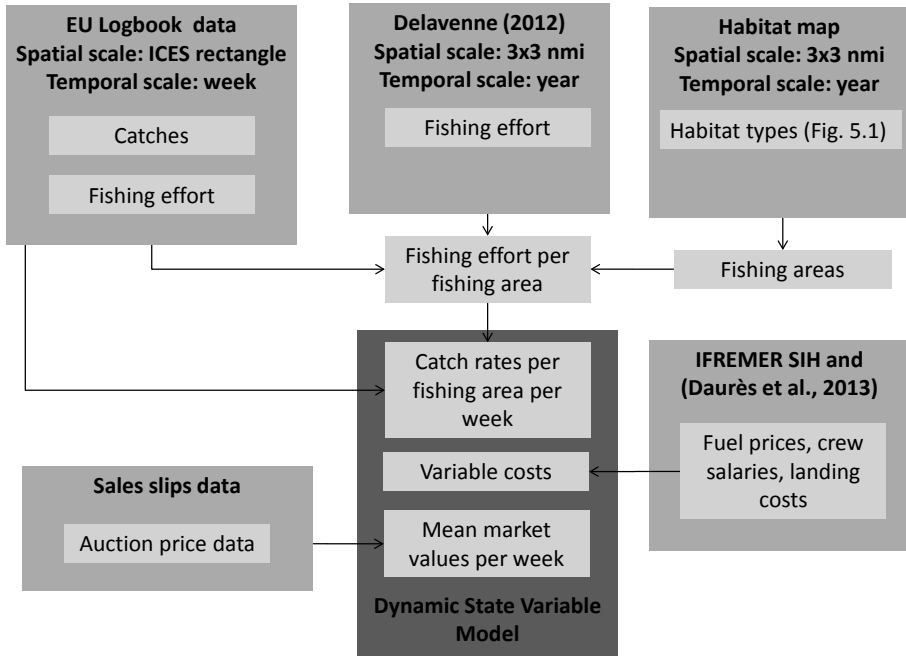 EU Logbook data
Spatial scale: ICES rectangle
Temporal scale: week
Catches
Fishing effort
Delavenne (2012)
Spatial scale: 3x3 nmi
Temporal scale: year
Fishing effort
Habitat map
Spatial scale: 3x3 nmi
Temporal scale: year
Habitat types (Fig. 5.1)
Fishing effort per
fishing area
Fishing areas
Catch rates per
fishing area per
week
Variable costs
Mean market
values per week
Dynamic State Variable
Model
IFREMER SIH and
(Daurès et al., 2013)
Fuel prices, crew
salaries, landing
costs
Sales slips data
Auction price data